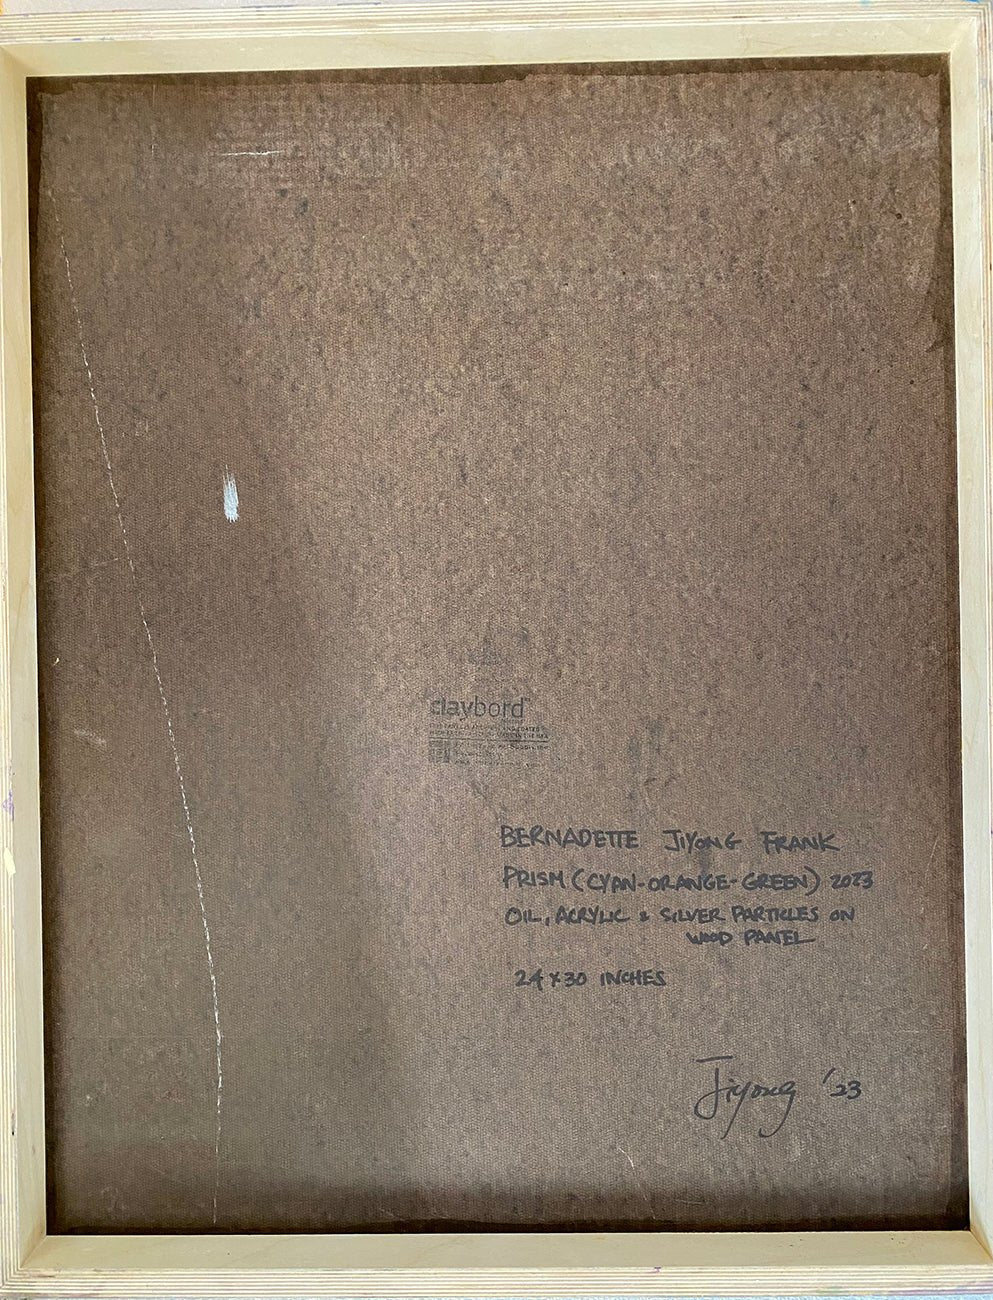 claybord™
BERNADETTE JIYONG FRANK
PRISM (CYAN-ORANGE-GREEN) 2023
OIL, ACRYLIC & SILVER PARTICLES ON
WOOD PANEL
24 x 30 INCHES
Jiyong '23